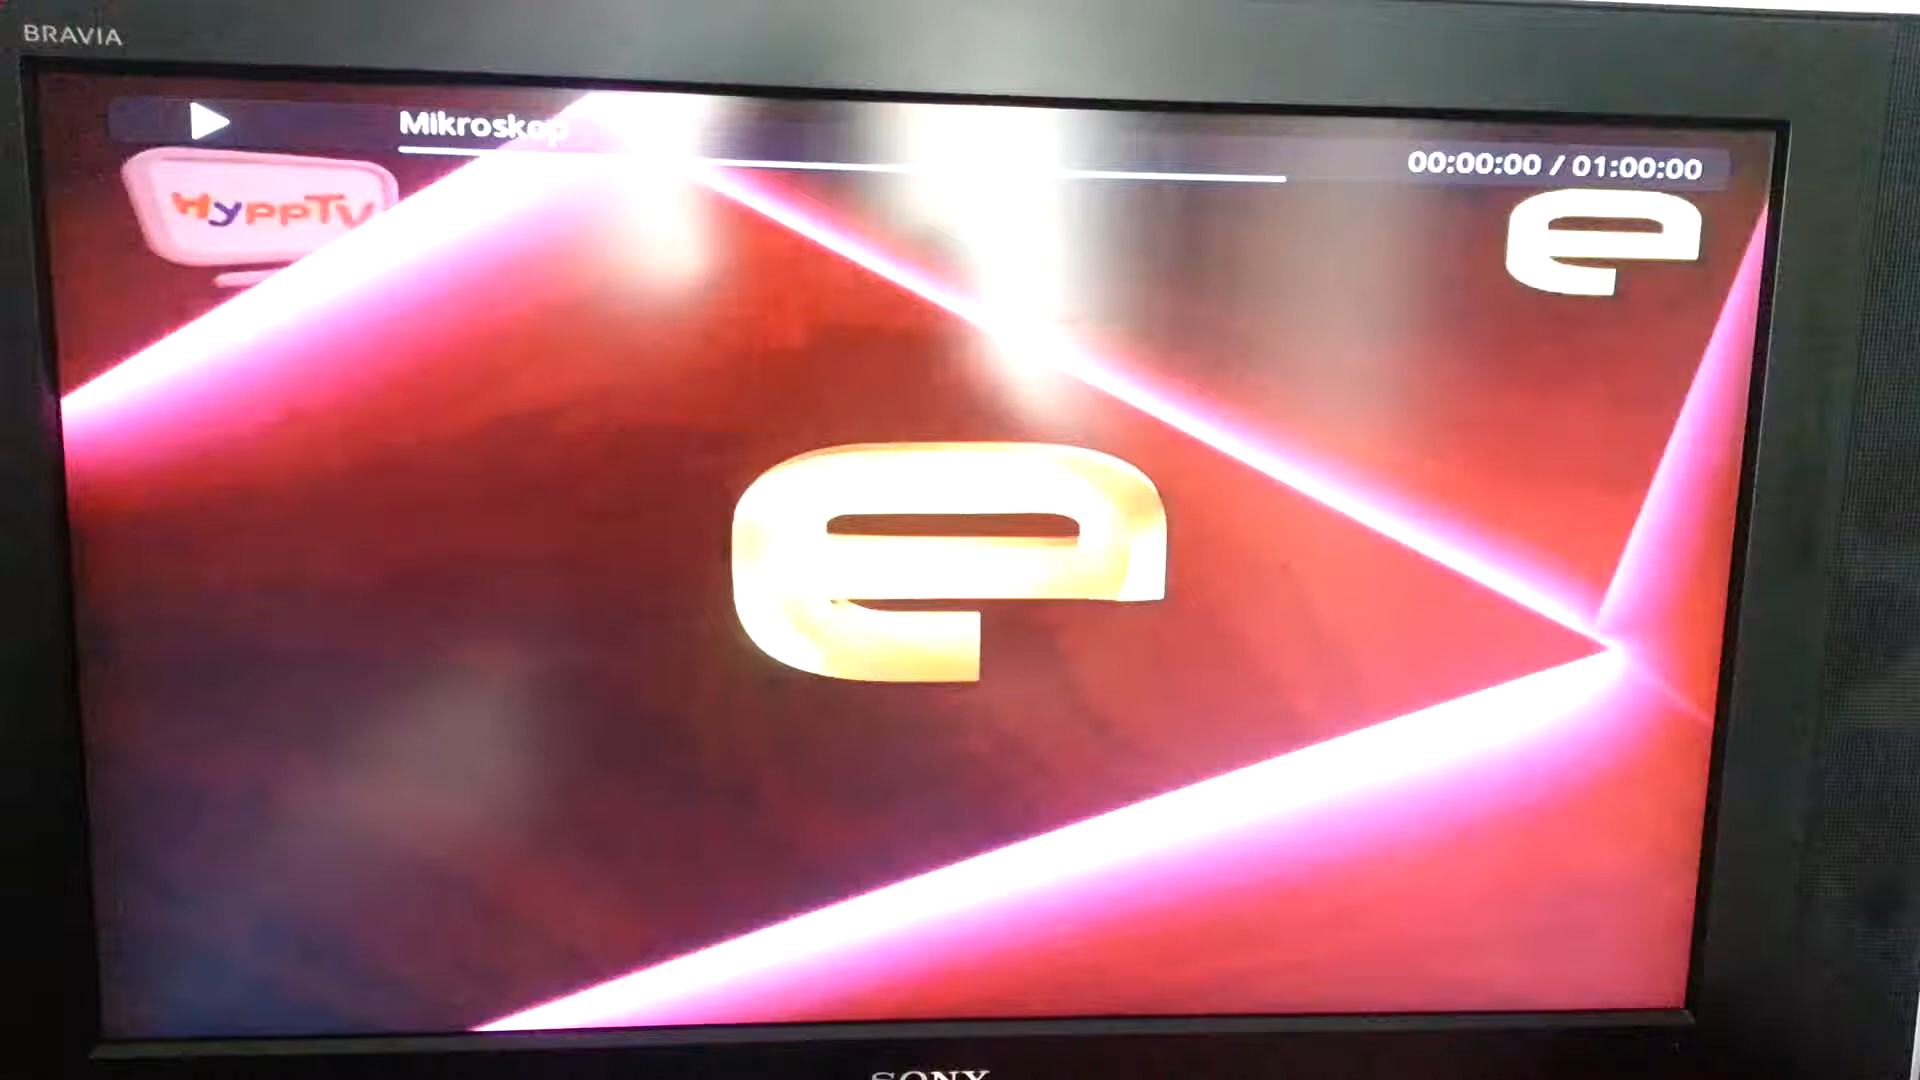 BRAVIA
Mikroskop
00:00:00 / 01:00:00
HyppTV
e
e
SONY